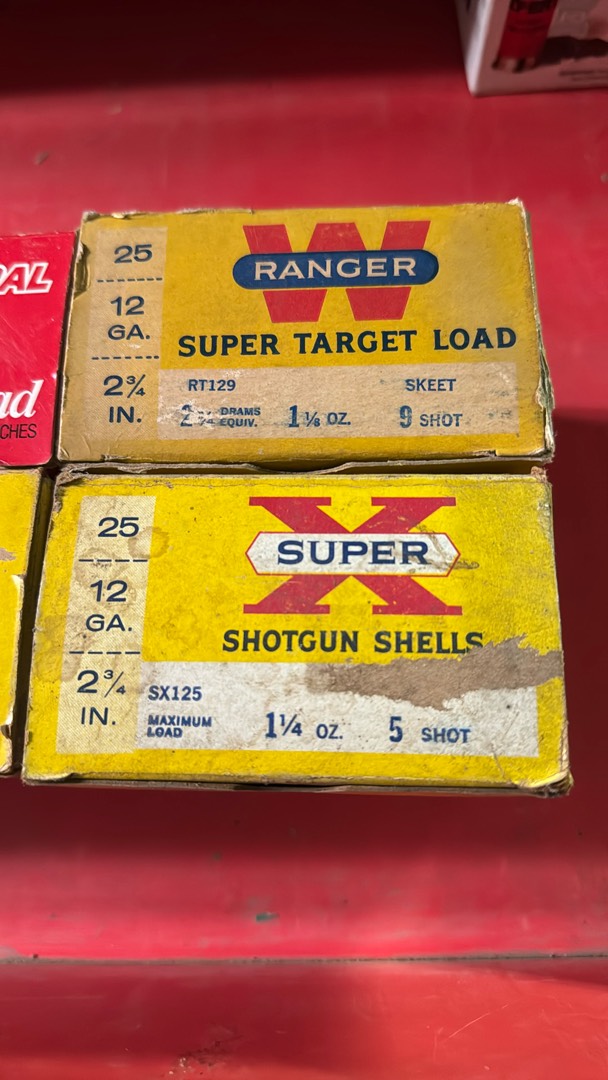 25
12
GA.
2¾
IN.
W
RANGER
SUPER TARGET LOAD
RT129 SKEET
DRAMS
EQUIV. 1⅛ OZ. 9 SHOT
25
12
GA.
2¾
IN.
X
SUPER
SHOTGUN SHELLS
SX125
MAXIMUM
LOAD 1¼ OZ. 5 SHOT